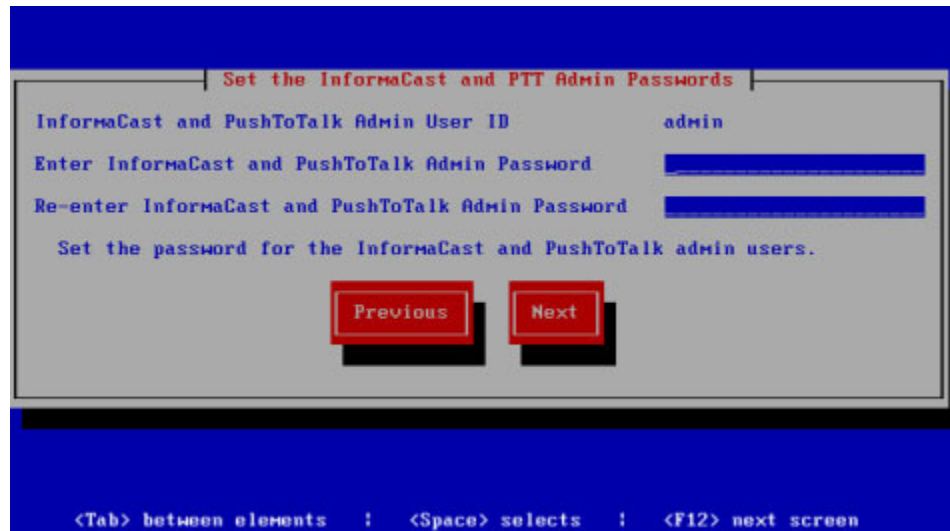 Set the InformaCast and PTT Admin Passwords
InformaCast and PushToTalk Admin User ID admin
Enter InformaCast and PushToTalk Admin Password
Re-enter InformaCast and PushToTalk Admin Password
Set the password for the InformaCast and PushToTalk admin users.
Previous Next
<Tab> between elements ¦ <Space> selects ¦ <F12> next screen